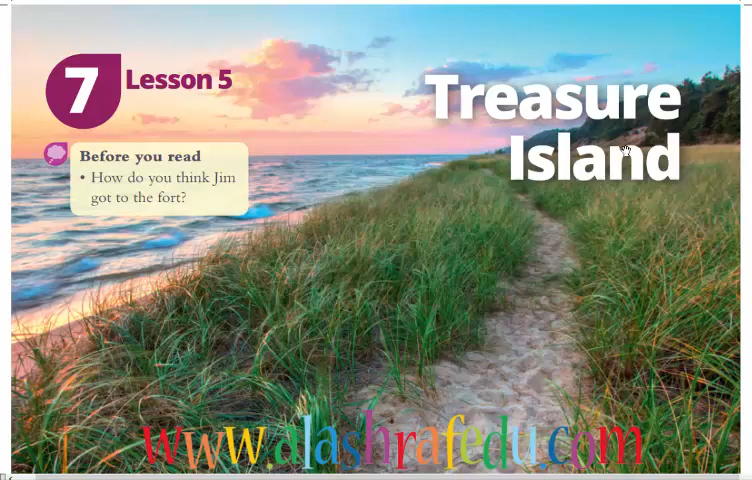 7
Lesson 5
Treasure
Island
Before you read
• How do you think Jim
got to the fort?
www.alashrafedu.com